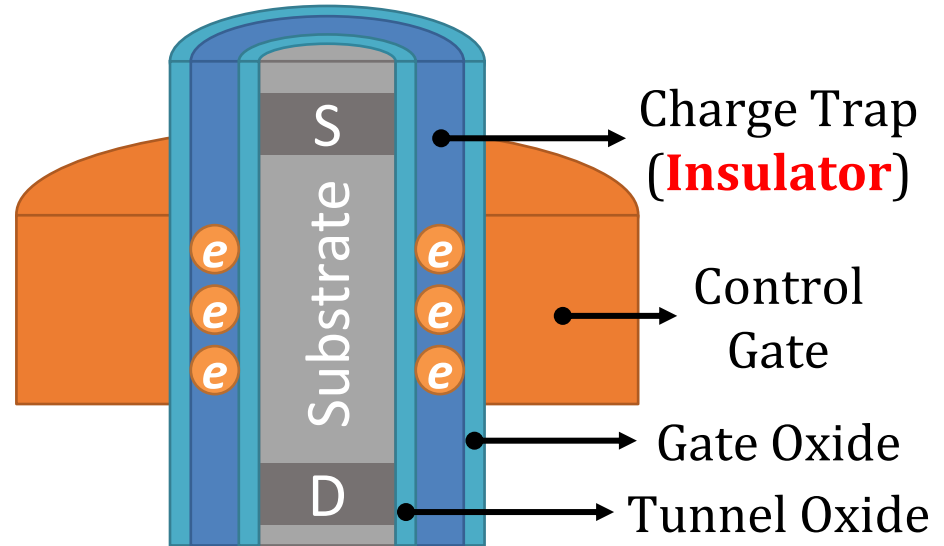 S
Charge Trap
(Insulator)
Substrate
e
e
e
e
e
e
Control
Gate
Gate Oxide
D
Tunnel Oxide